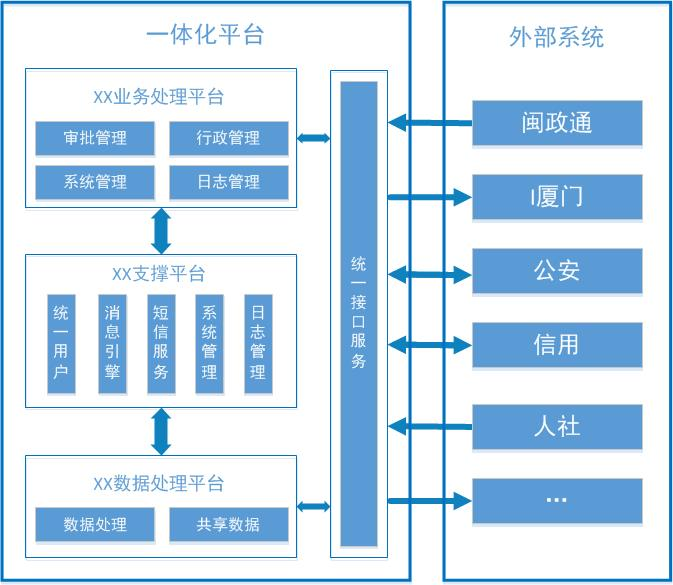 一体化平台
XX业务处理平台
审批管理
行政管理
系统管理
日志管理
XX支撑平台
统一用户
消息引擎
短信服务
系统管理
日志管理
XX数据处理平台
数据处理
共享数据
统一接口服务
外部系统
闽政通
I厦门
公安
信用
人社
...